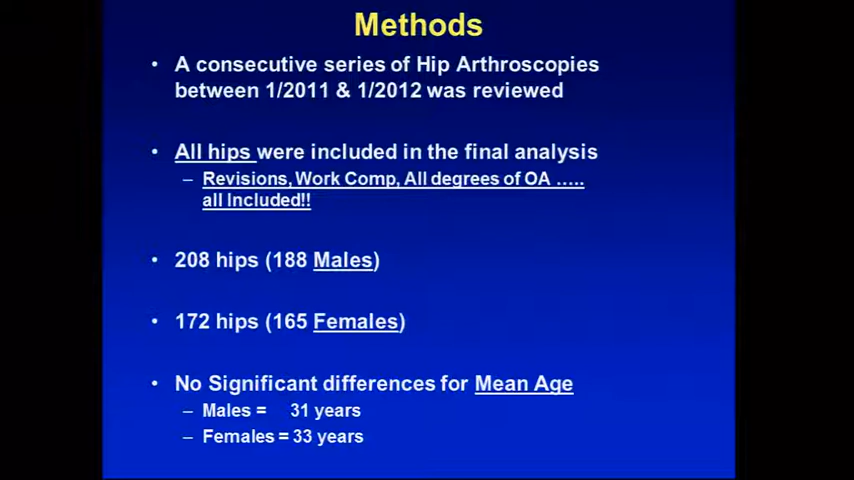 Methods
• A consecutive series of Hip Arthroscopies
between 1/2011 & 1/2012 was reviewed
• All hips were included in the final analysis
– Revisions, Work Comp, All degrees of OA …..
all Included!!
• 208 hips (188 Males)
• 172 hips (165 Females)
• No Significant differences for Mean Age
– Males = 31 years
– Females = 33 years